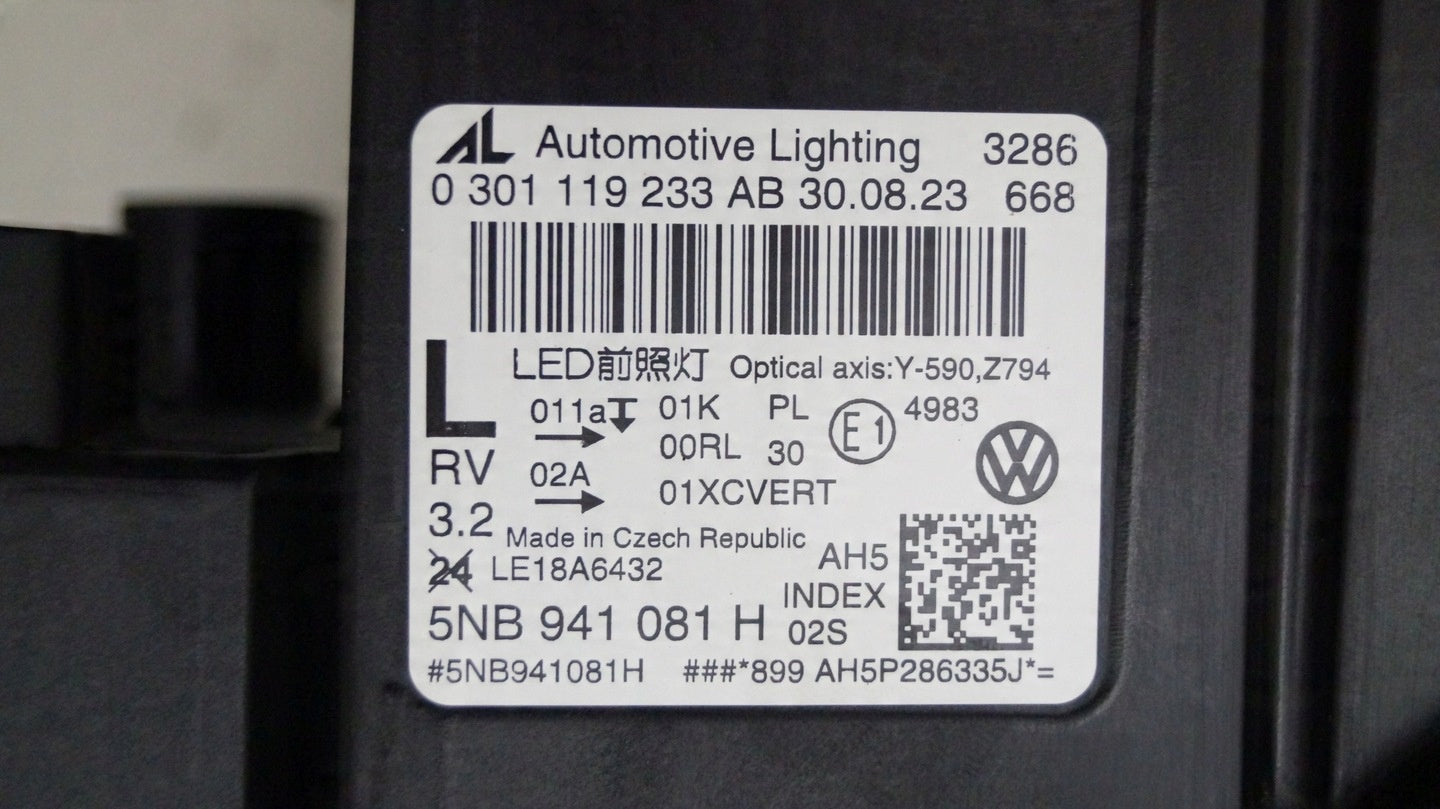 AL Automotive Lighting 3286
0 301 119 233 AB 30.08.23 668
L LED前照灯 Optical axis:Y-590,Z794
011a 01K PL E1 4983
00RL 30
RV 02A 01XCVERT
3.2 Made in Czech Republic
24 LE18A6432 AH5
INDEX
5NB 941 081 H 02S
#5NB941081H ###*899 AH5P286335J*=